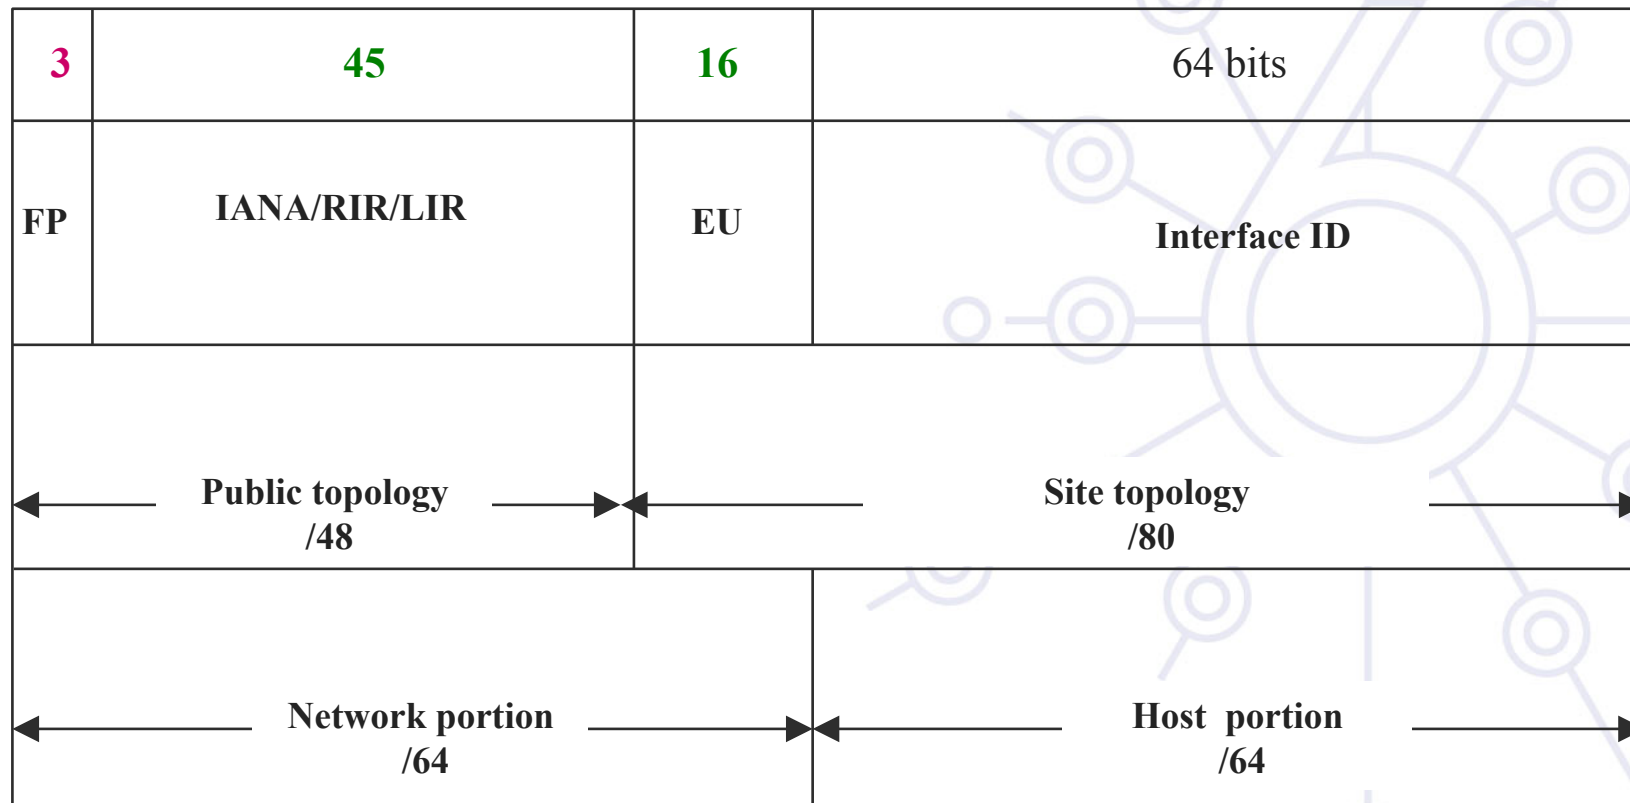 3 45 16 64 bits
FP IANA/RIR/LIR EU Interface ID
Public topology Site topology
/48 /80
Network portion Host portion
/64 /64